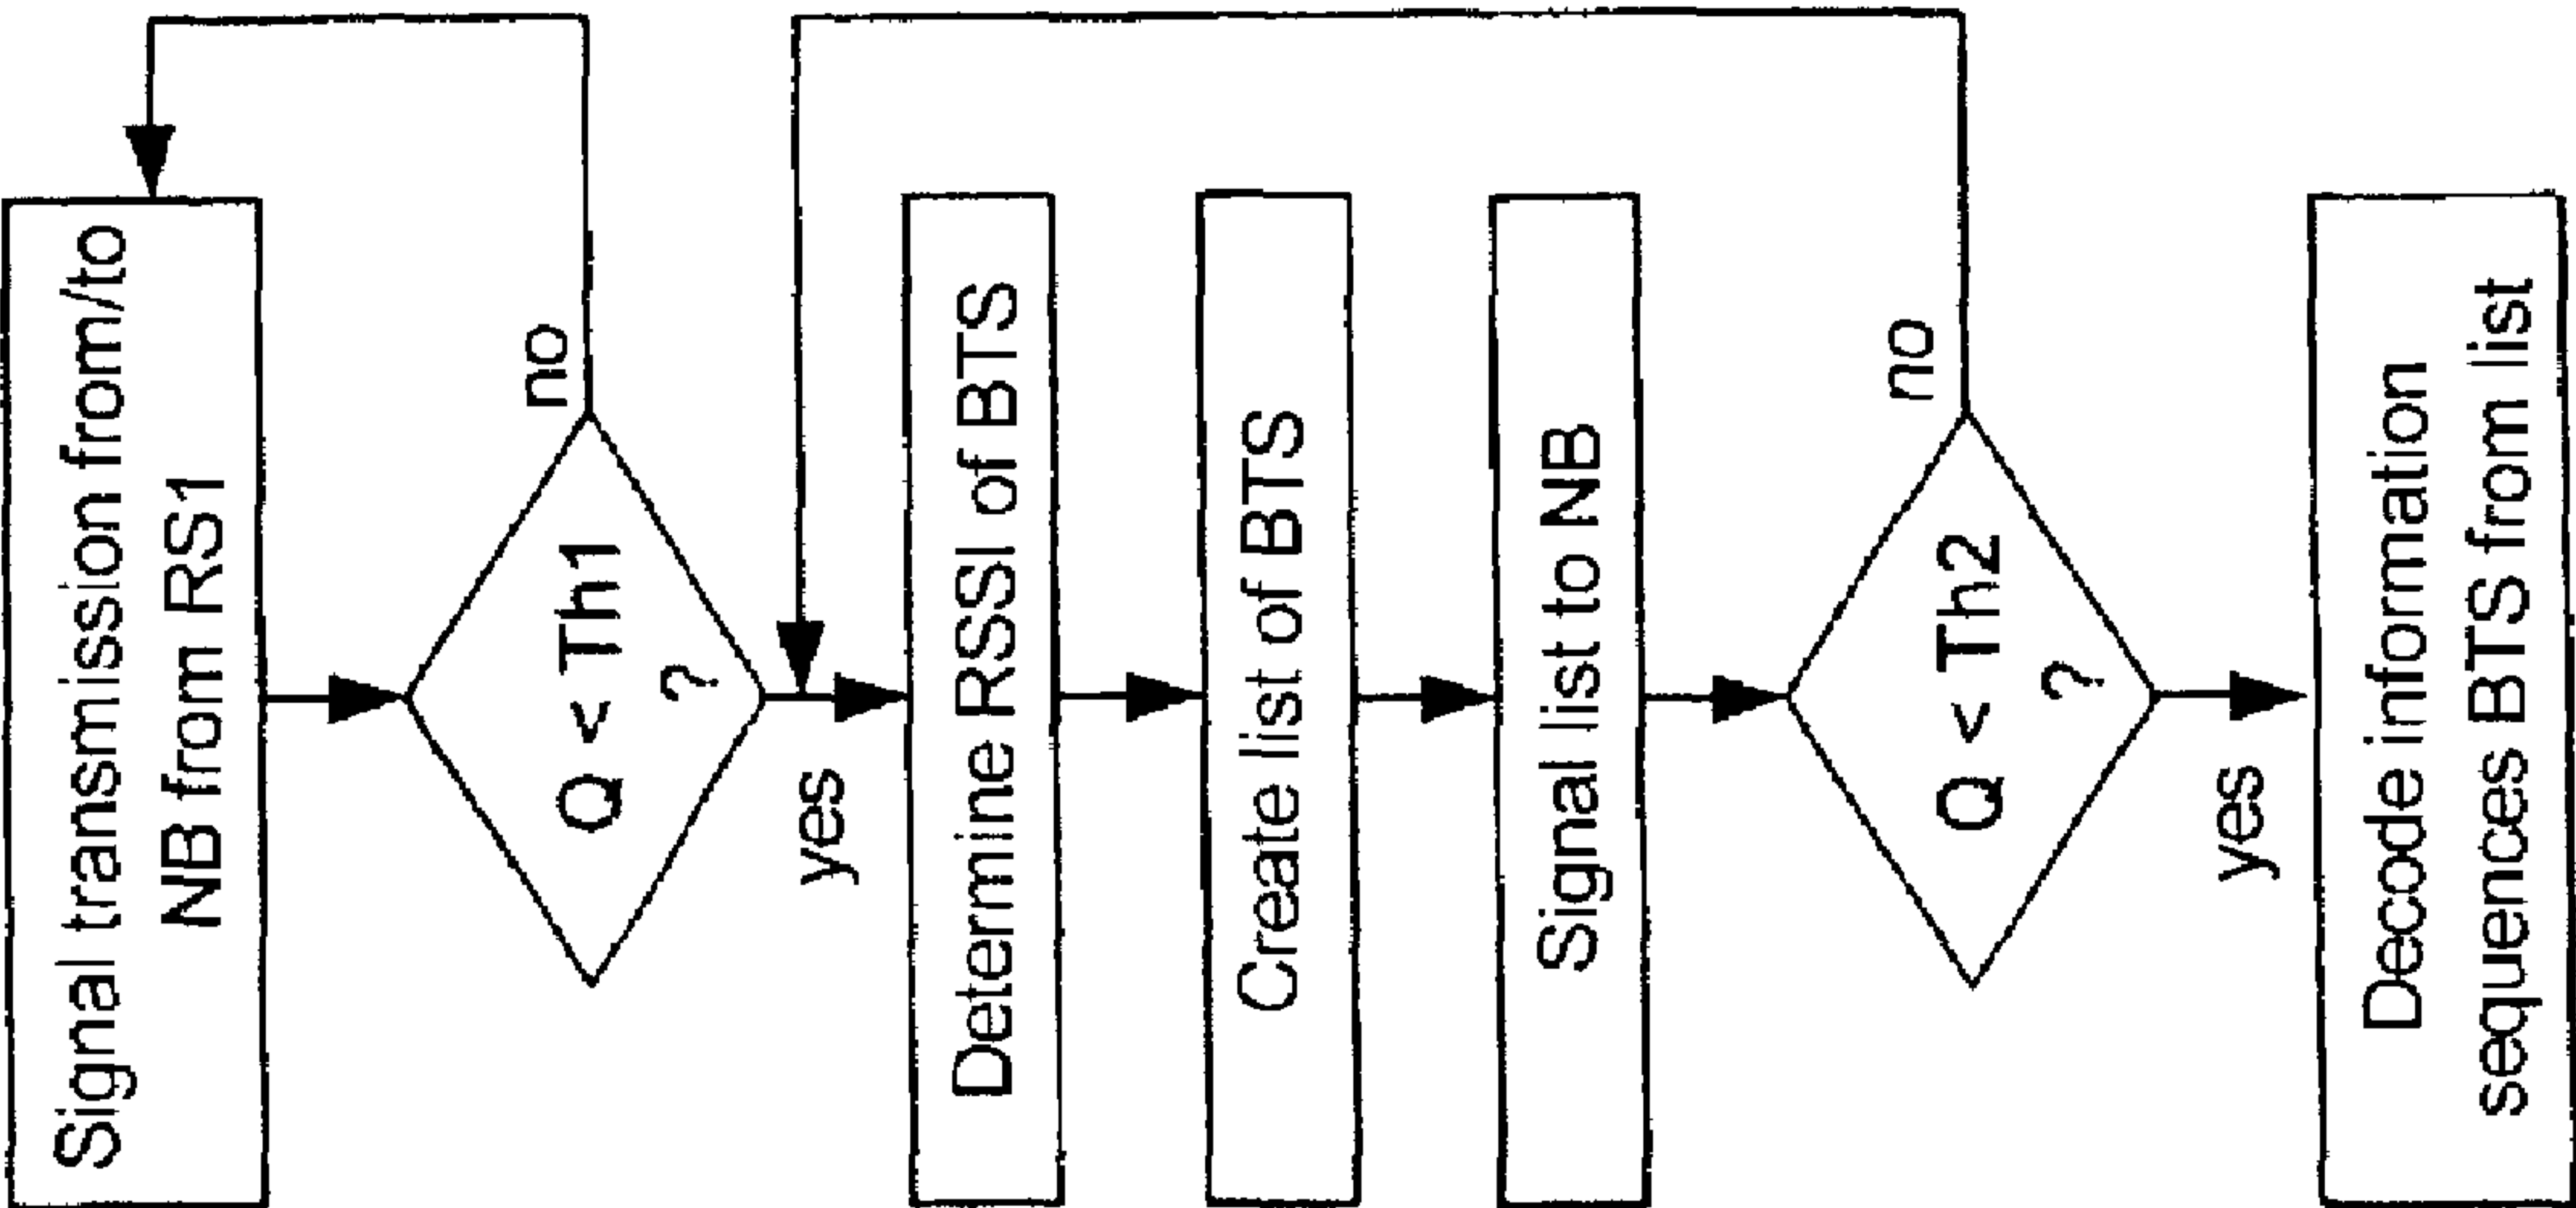 Signal transmission from/to
NB from RS1
no
Q < Th1
?
yes
Determine RSSI of BTS
Create list of BTS
Signal list to NB
no
Q < Th2
?
yes
Decode information
sequences BTS from list